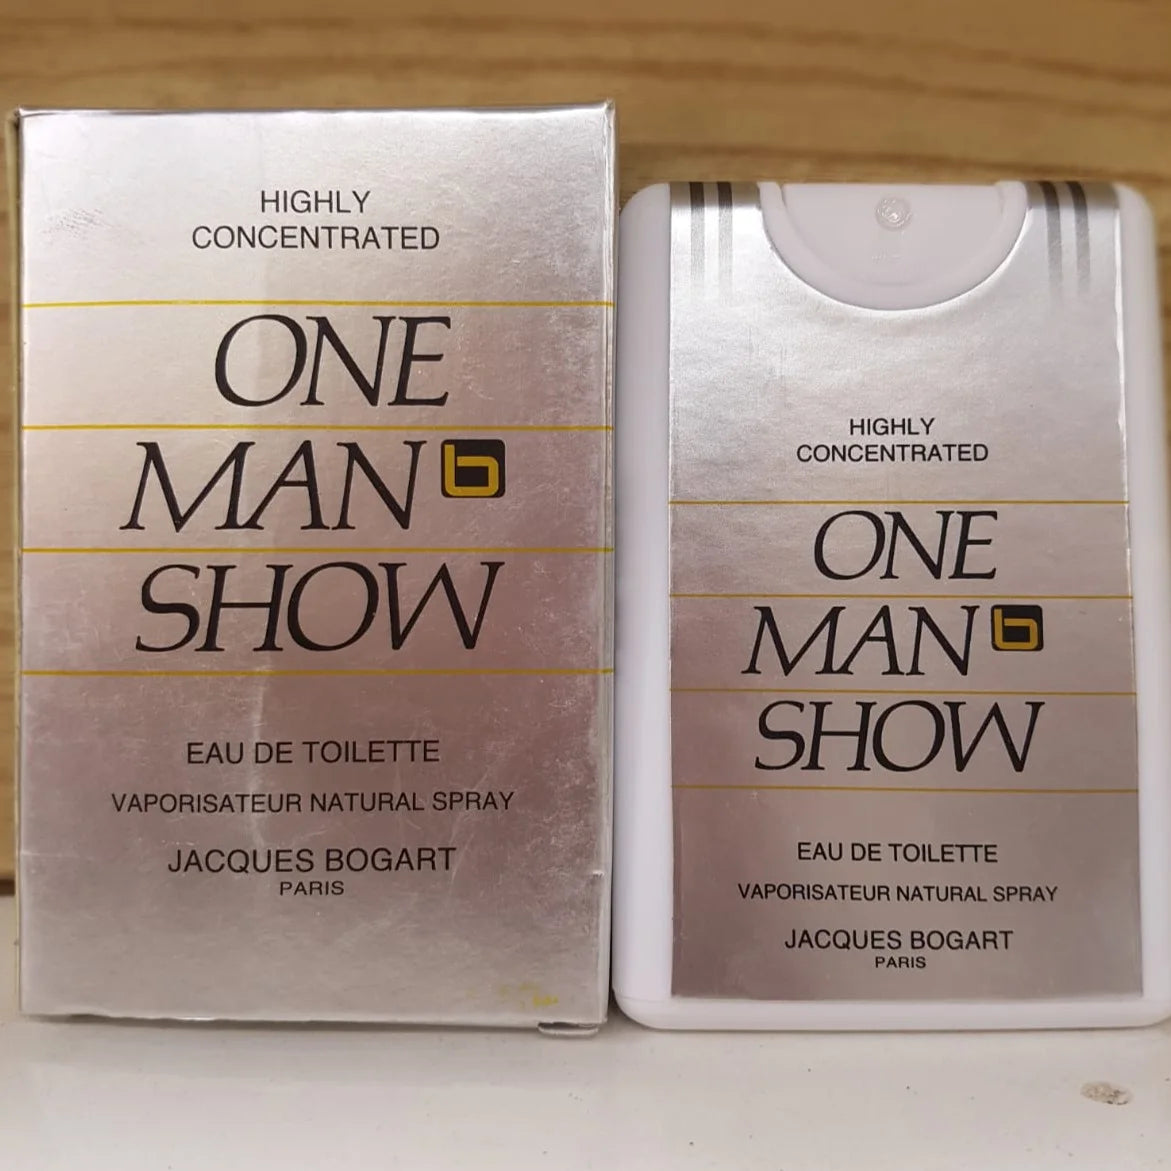 HIGHLY
CONCENTRATED
ONE
MAN b
SHOW
EAU DE TOILETTE
VAPORISATEUR NATURAL SPRAY
JACQUES BOGART
PARIS
HIGHLY
CONCENTRATED
ONE
MAN b
SHOW
EAU DE TOILETTE
VAPORISATEUR NATURAL SPRAY
JACQUES BOGART
PARIS